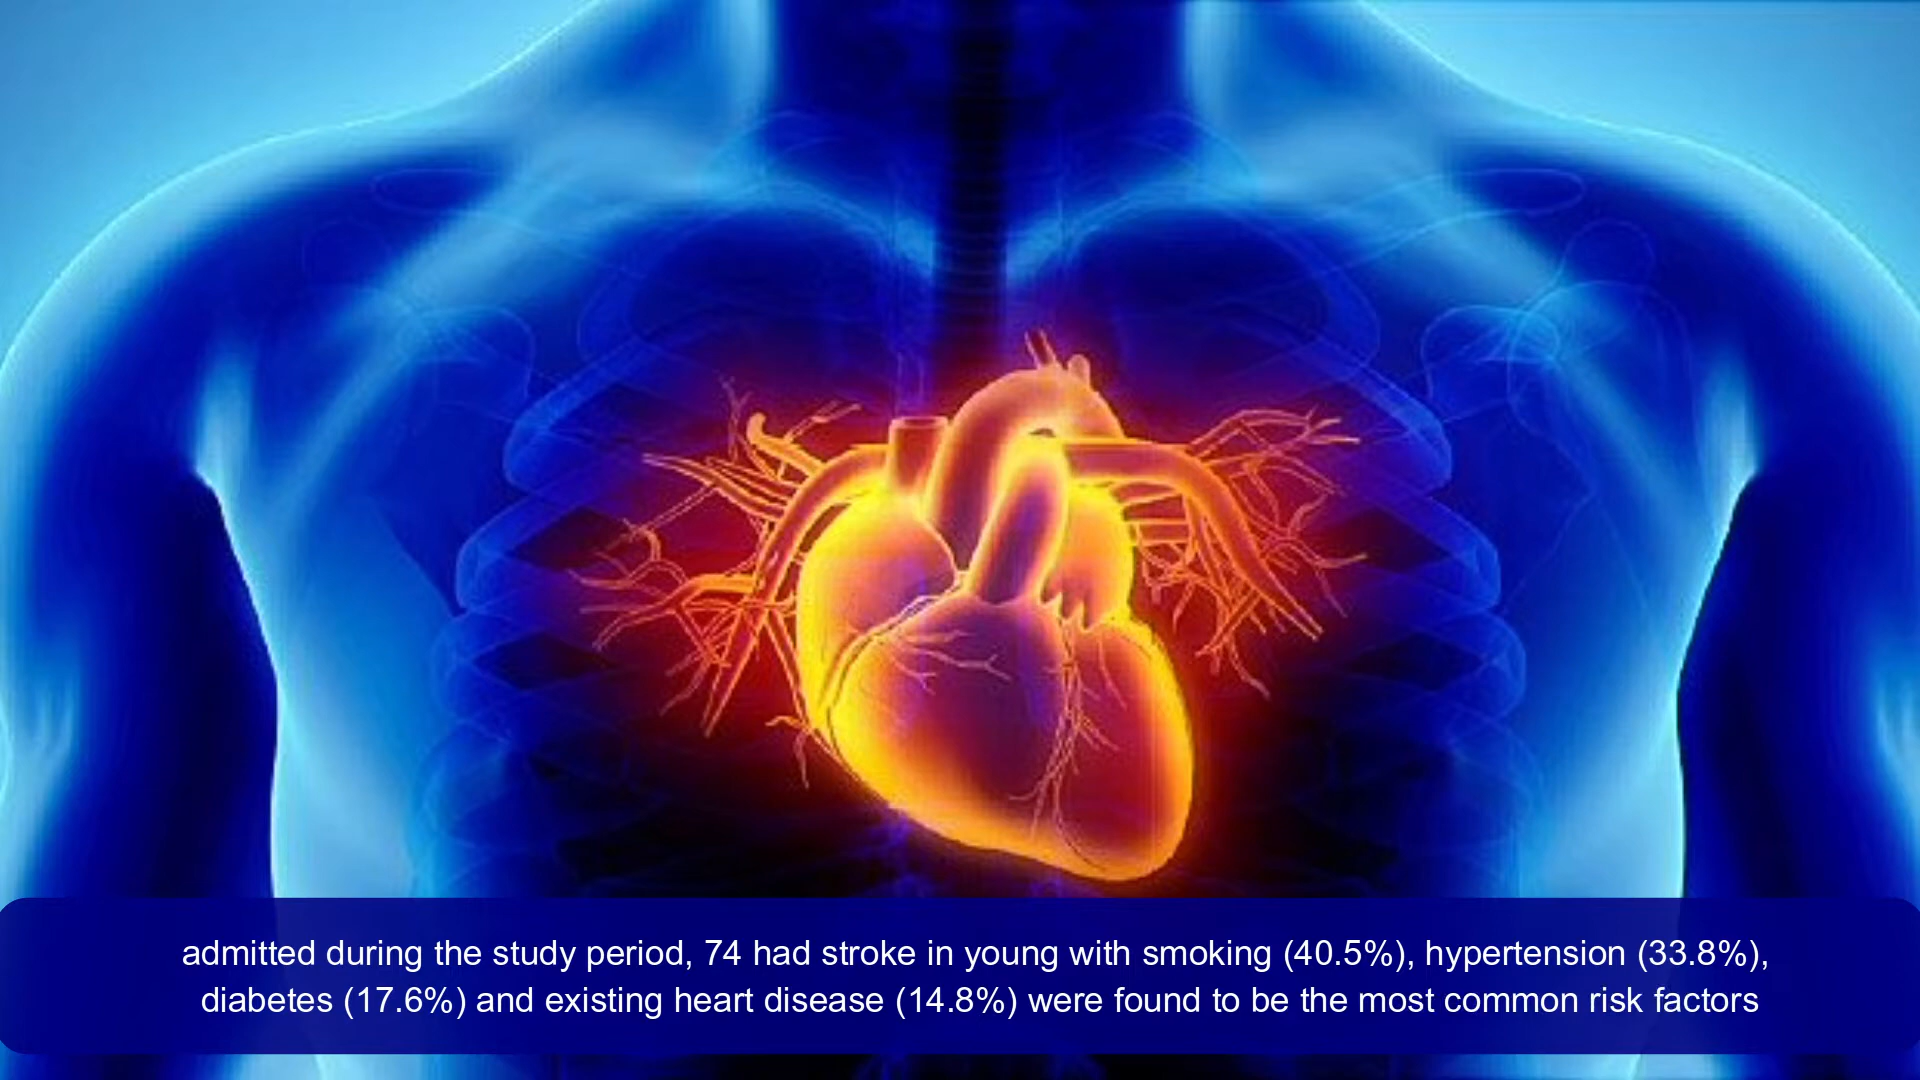 admitted during the study period, 74 had stroke in young with smoking (40.5%), hypertension (33.8%),
diabetes (17.6%) and existing heart disease (14.8%) were found to be the most common risk factors